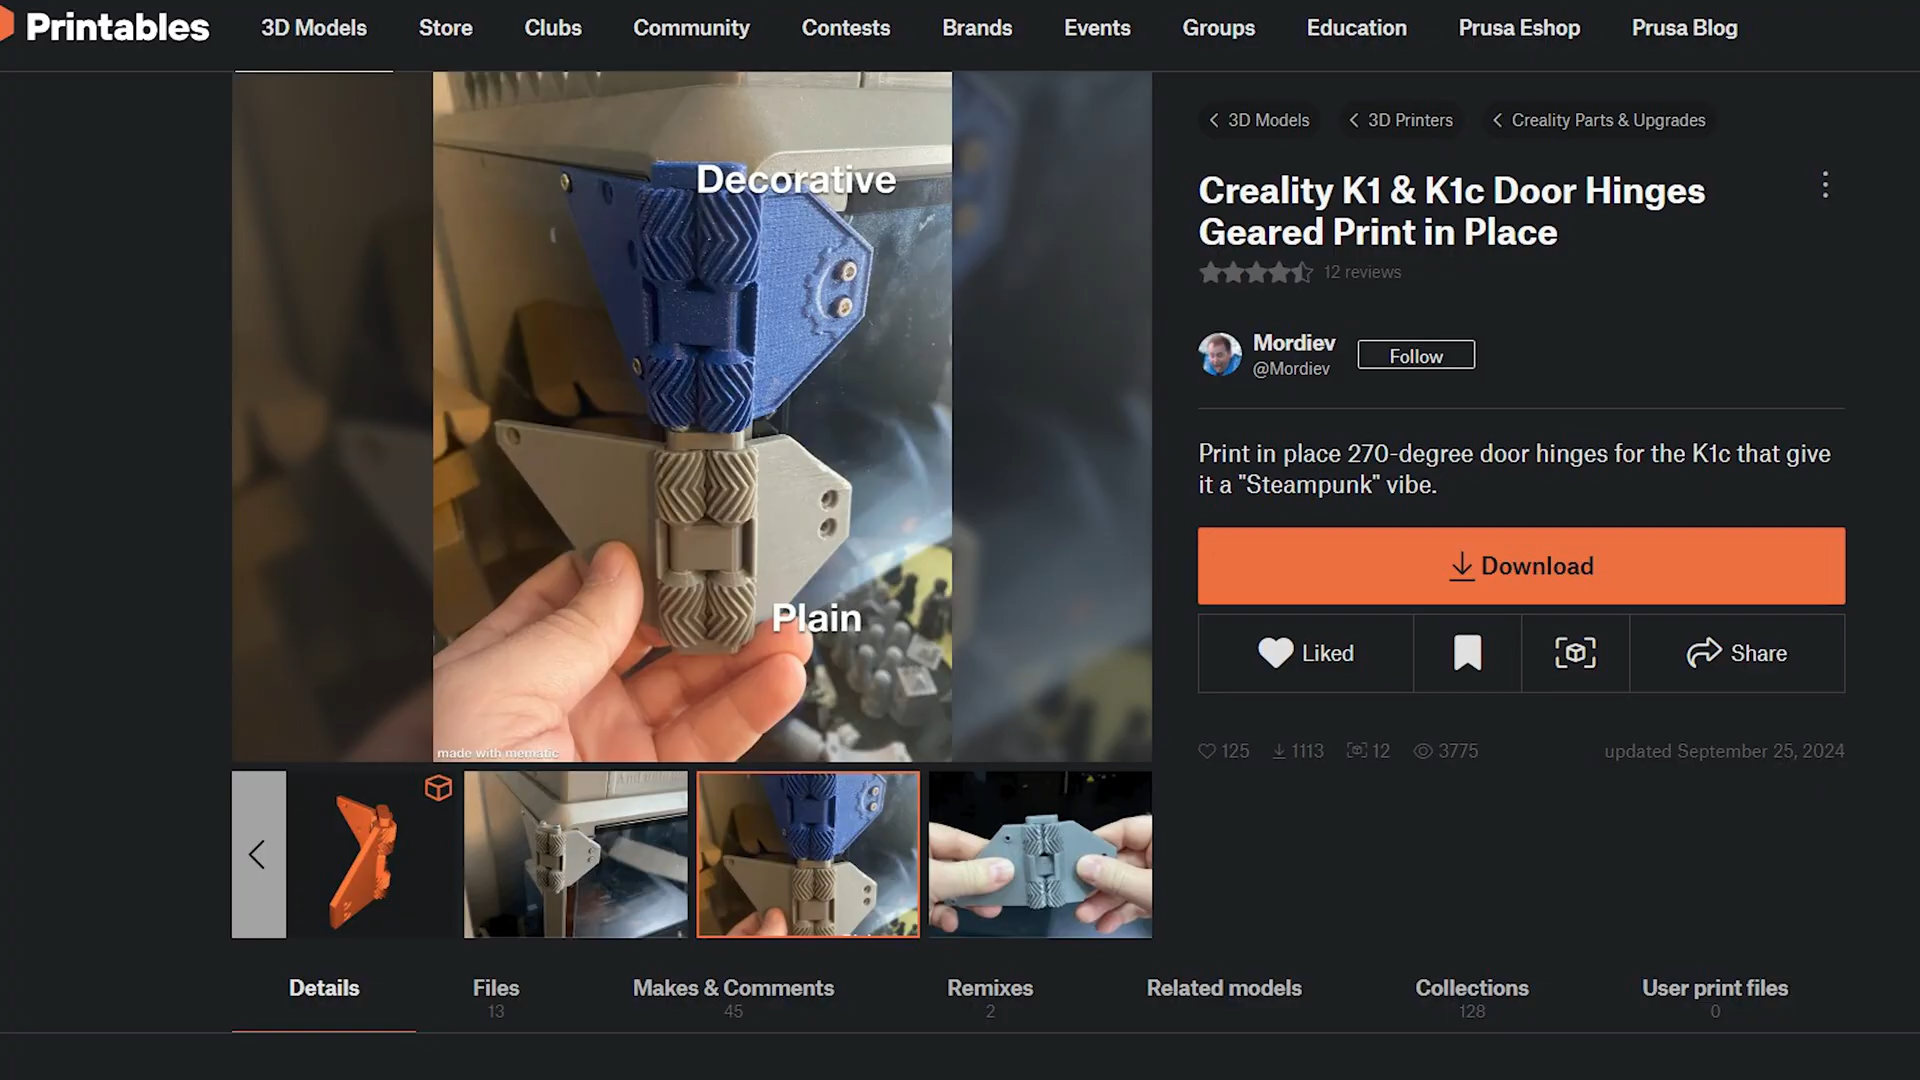 Printables
3D Models
Store
Clubs
Community
Contests
Brands
Events
Groups
Education
Prusa Eshop
Prusa Blog
Decorative
Plain
made with mematic
3D Models
3D Printers
Creality Parts & Upgrades
Creality K1 & K1c Door Hinges
Geared Print in Place
12 reviews
Mordiev
@Mordiev
Follow
Print in place 270-degree door hinges for the K1c that give
it a "Steampunk" vibe.
Download
Liked
Share
125
1113
12
3775
updated September 25, 2024
Details
Files
13
Makes & Comments
45
Remixes
2
Related models
Collections
128
User print files
0